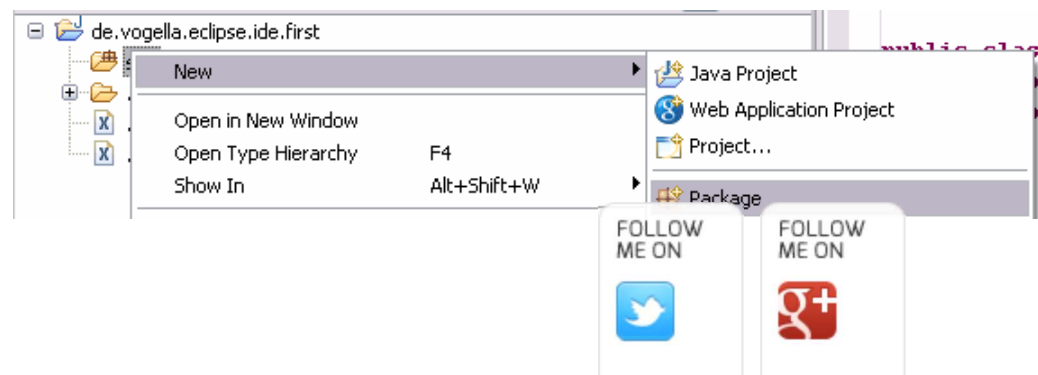 de.vogella.eclipse.ide.first
New
Java Project
Web Application Project
Open in New Window
Project...
Open Type Hierarchy F4
Show In Alt+Shift+W
Package
FOLLOW
ME ON
FOLLOW
ME ON
g+